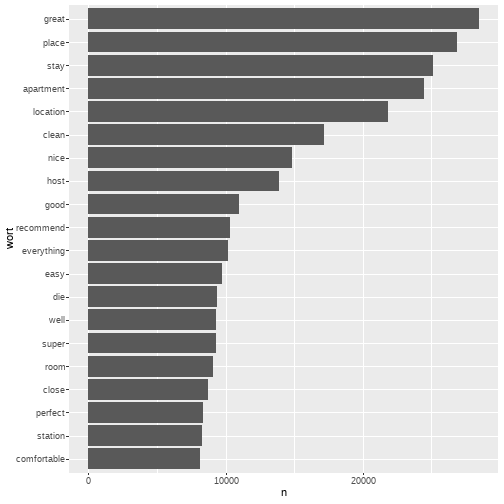 great
place
stay
apartment
location
clean
nice
host
good
recommend
everything
easy
die
well
super
room
close
perfect
station
comfortable
wort
0 10000 20000
n